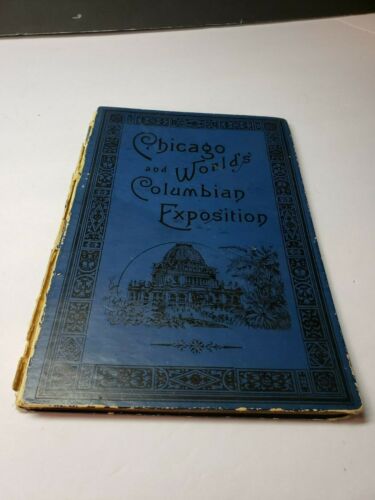 Chicago
and World's
Columbian
Exposition